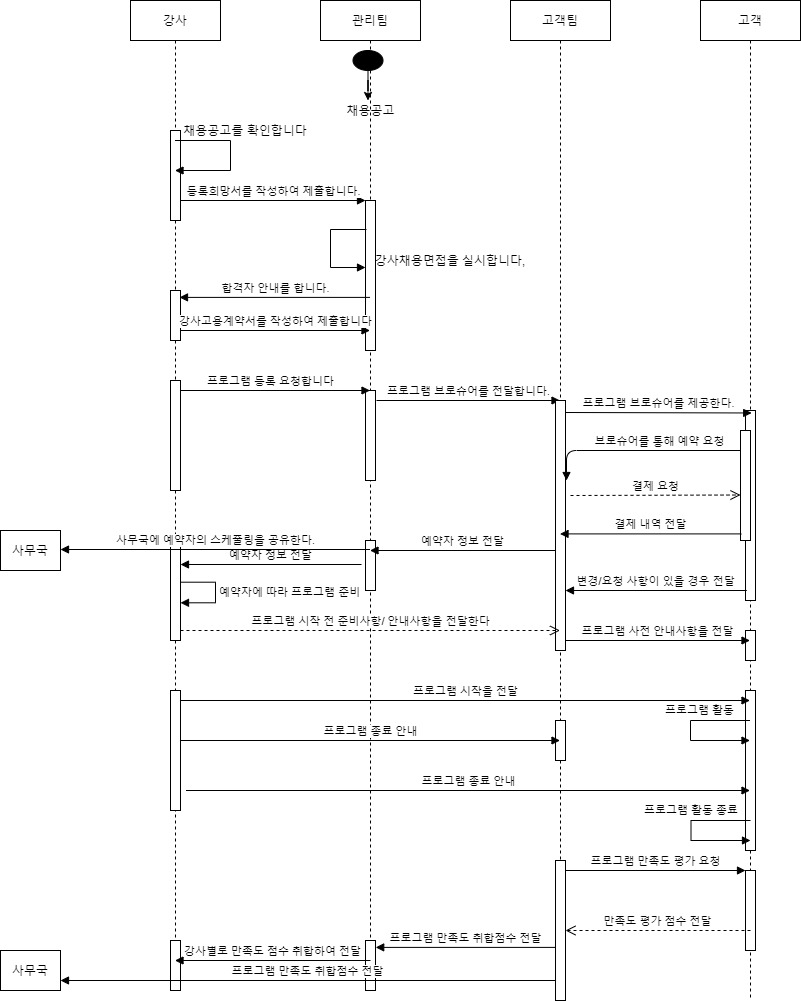 강사
관리팀
고객팀
고객
채용공고
채용공고를 확인합니다
등록희망서를 작성하여 제출합니다.
강사채용면접을 실시합니다,
합격자 안내를 합니다.
강사고용계약서를 작성하여 제출합니다
프로그램 등록 요청합니다
프로그램 브로슈어를 전달합니다.
프로그램 브로슈어를 제공한다.
브로슈어를 통해 예약 요청
결제 요청
결제 내역 전달
사무국
사무국에 예약자의 스케쥴링을 공유한다.
예약자 정보 전달
예약자 정보 전달
변경/요청 사항이 있을 경우 전달
예약자에 따라 프로그램 준비
프로그램 시작 전 준비사항/ 안내사항을 전달한다
프로그램 사전 안내사항을 전달
프로그램 시작을 전달
프로그램 활동
프로그램 종료 안내
프로그램 종료 안내
프로그램 활동 종료
프로그램 만족도 평가 요청
만족도 평가 점수 전달
프로그램 만족도 취합점수 전달
강사별로 만족도 점수 취합하여 전달
사무국
프로그램 만족도 취합점수 전달